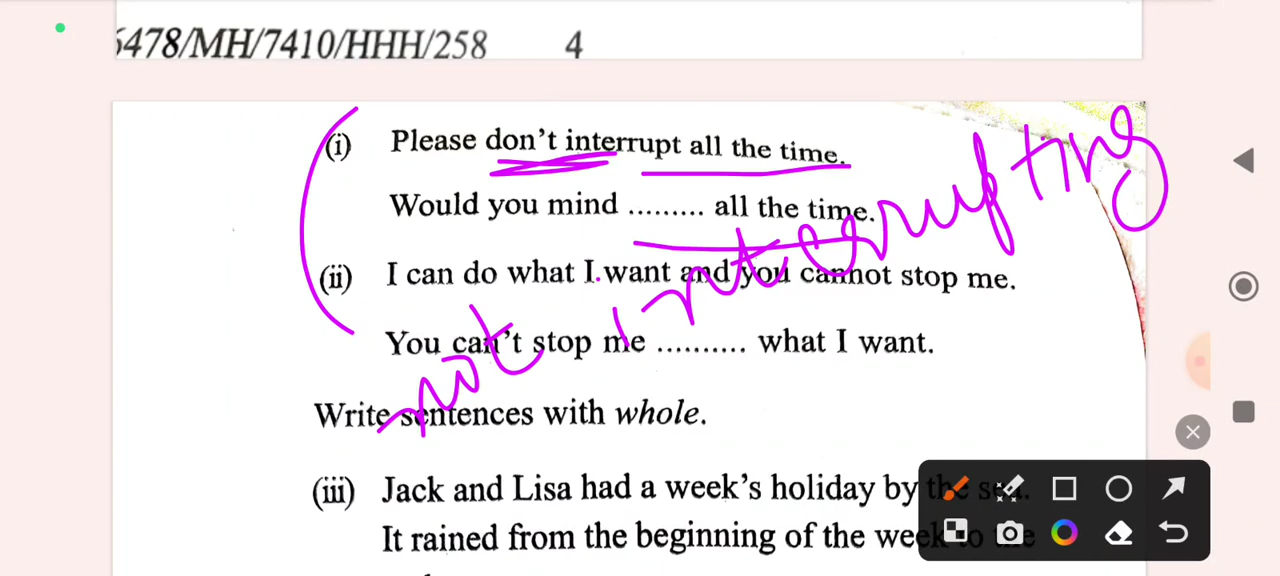 6478/MH/7410/HHH/258 4
(i) Please don't interrupt all the time.
Would you mind ......... all the time.
(ii) I can do what I want and you cannot stop me.
You can't stop me .......... what I want.
not interrupting
Write sentences with whole.
(iii) Jack and Lisa had a week's holiday by the sea.
It rained from the beginning of the week to the